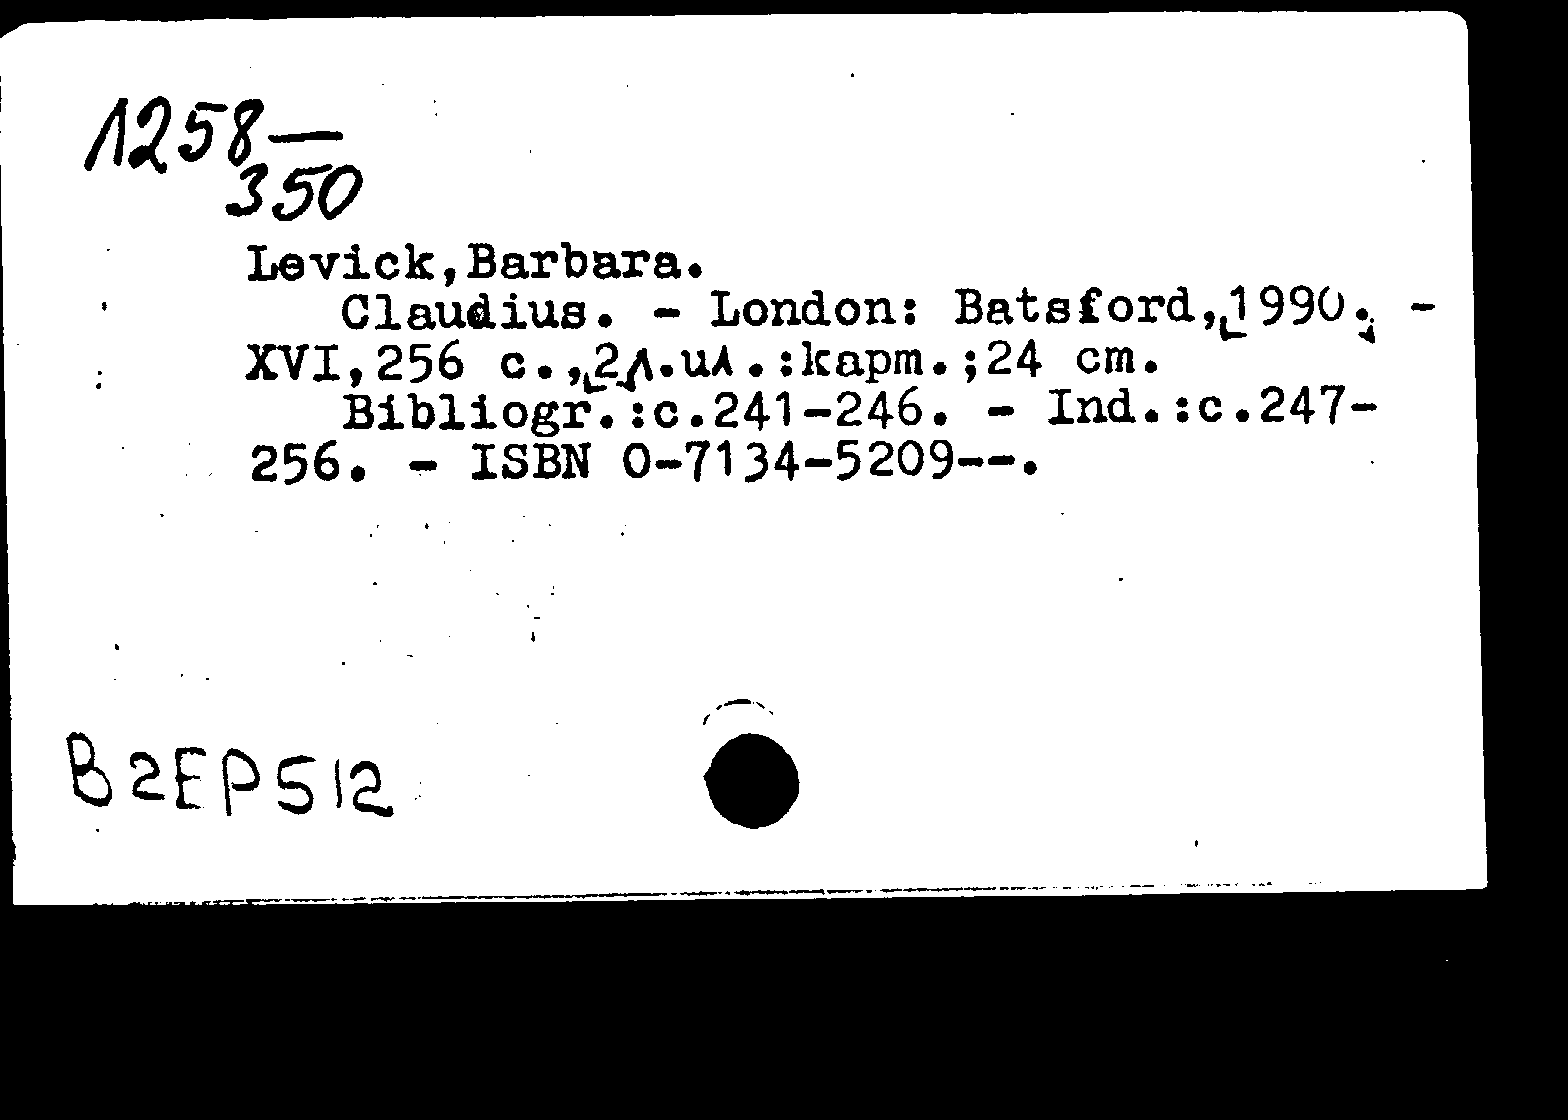 1258—
350
Levick,Barbara.
Claudius. - London: Batsford,[1990]. -
XVI,256 c.,[2]л.ил.:карт.;24 cm.
Bibliogr.:c.241-246. - Ind.:c.247-
256. - ISBN 0-7134-5209--.
B2EP512